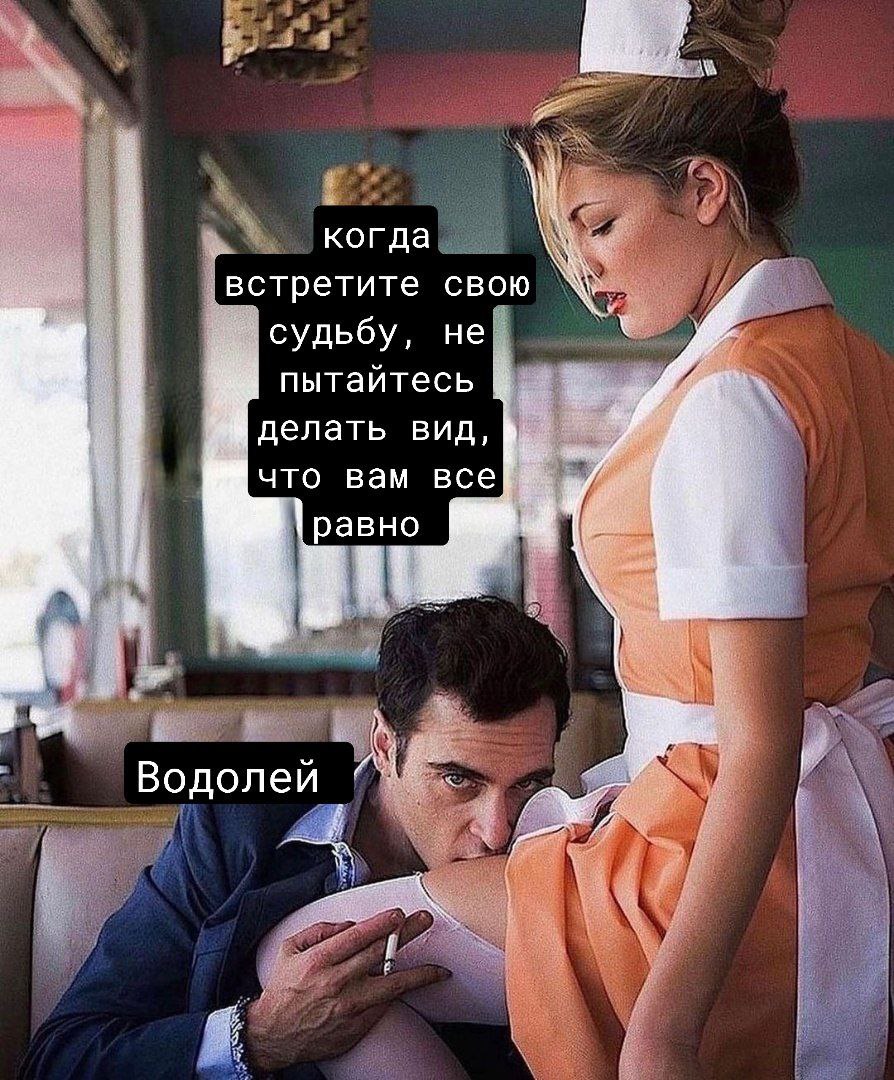 когда
встретите свою
судьбу, не
пытайтесь
делать вид,
что вам все
равно
Водолей